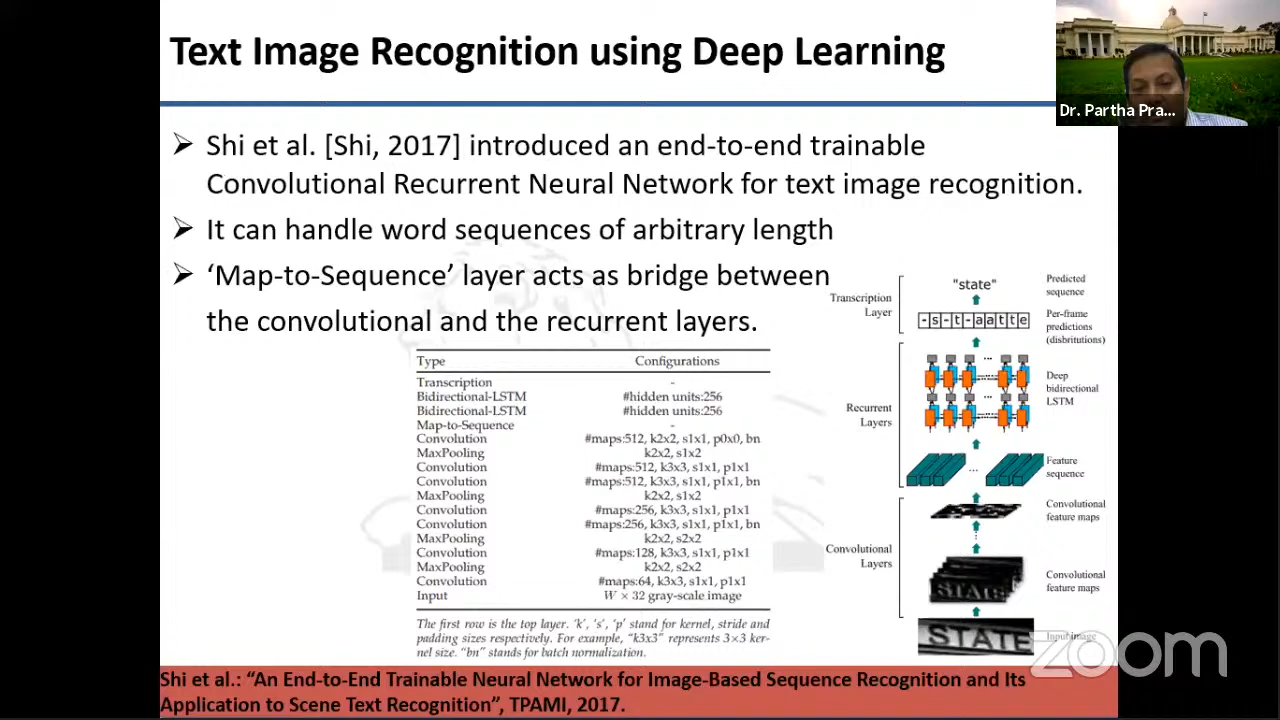 Text Image Recognition using Deep Learning
Dr. Partha Pra...
➤ Shi et al. [Shi, 2017] introduced an end-to-end trainable
Convolutional Recurrent Neural Network for text image recognition.
➤ It can handle word sequences of arbitrary length
➤ ‘Map-to-Sequence’ layer acts as bridge between
the convolutional and the recurrent layers.
Type Configurations
Transcription -
Bidirectional-LSTM #hidden units:256
Bidirectional-LSTM #hidden units:256
Map-to-Sequence -
Convolution #maps:512, k2x2, s1x1, p0x0, bn
MaxPooling k2x2, s1x2
Convolution #maps:512, k3x3, s1x1, p1x1
Convolution #maps:512, k3x3, s1x1, p1x1, bn
MaxPooling k2x2, s1x2
Convolution #maps:256, k3x3, s1x1, p1x1
Convolution #maps:256, k3x3, s1x1, p1x1, bn
MaxPooling k2x2, s2x2
Convolution #maps:128, k3x3, s1x1, p1x1
MaxPooling k2x2, s2x2
Convolution #maps:64, k3x3, s1x1, p1x1
Input W × 32 gray-scale image
The first row is the top layer. ‘k’, ‘s’, ‘p’ stand for kernel, stride and
padding sizes respectively. For example, “k3x3” represents 3×3 ker-
nel size. “bn” stands for batch normalization.
Transcription
Layer
"state"
Predicted
sequence
-s-t-aatte
Per-frame
predictions
(disbritutions)
Recurrent
Layers
Deep
bidirectional
LSTM
Feature
sequence
Convolutional
Layers
Convolutional
feature maps
Convolutional
feature maps
STATE
STATE
Input image
zoom
Shi et al.: “An End-to-End Trainable Neural Network for Image-Based Sequence Recognition and Its
Application to Scene Text Recognition”, TPAMI, 2017.